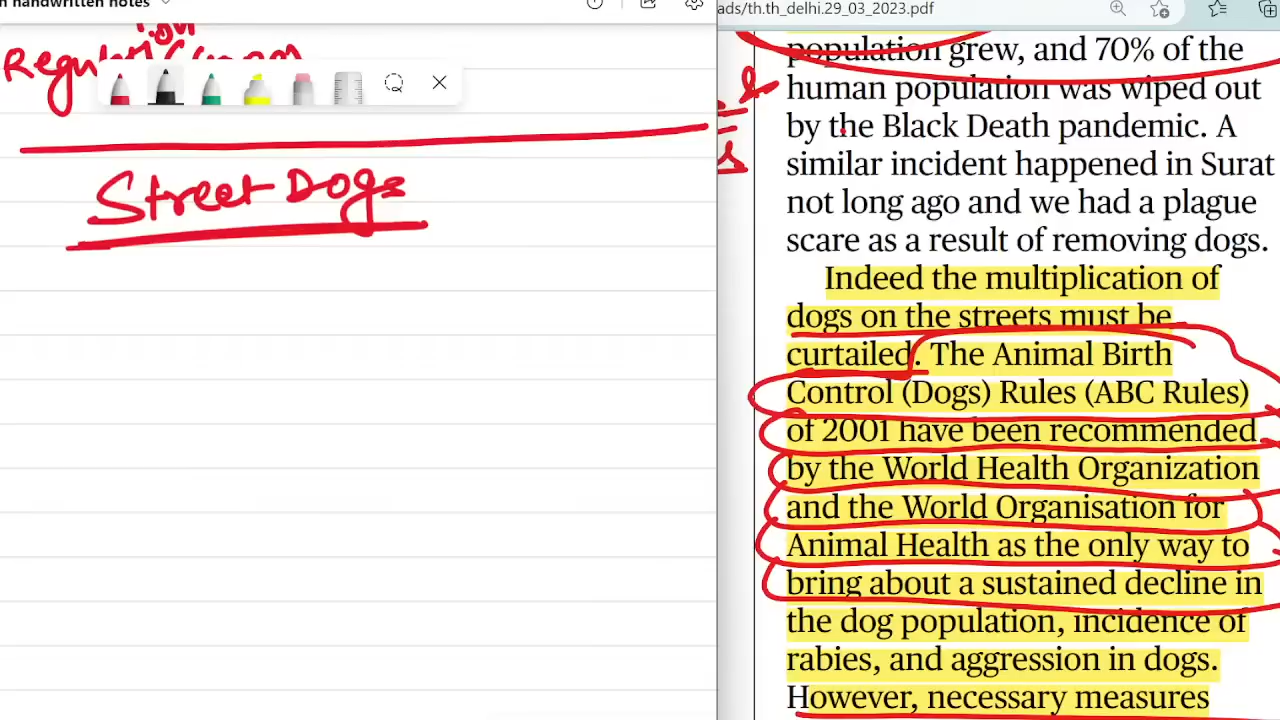 handwritten notes
ads/th.th_delhi.29_03_2023.pdf
Street Dogs
population grew, and 70% of the
human population was wiped out
by the Black Death pandemic. A
similar incident happened in Surat
not long ago and we had a plague
scare as a result of removing dogs.
Indeed the multiplication of
dogs on the streets must be
curtailed. The Animal Birth
Control (Dogs) Rules (ABC Rules)
of 2001 have been recommended
by the World Health Organization
and the World Organisation for
Animal Health as the only way to
bring about a sustained decline in
the dog population, incidence of
rabies, and aggression in dogs.
However, necessary measures